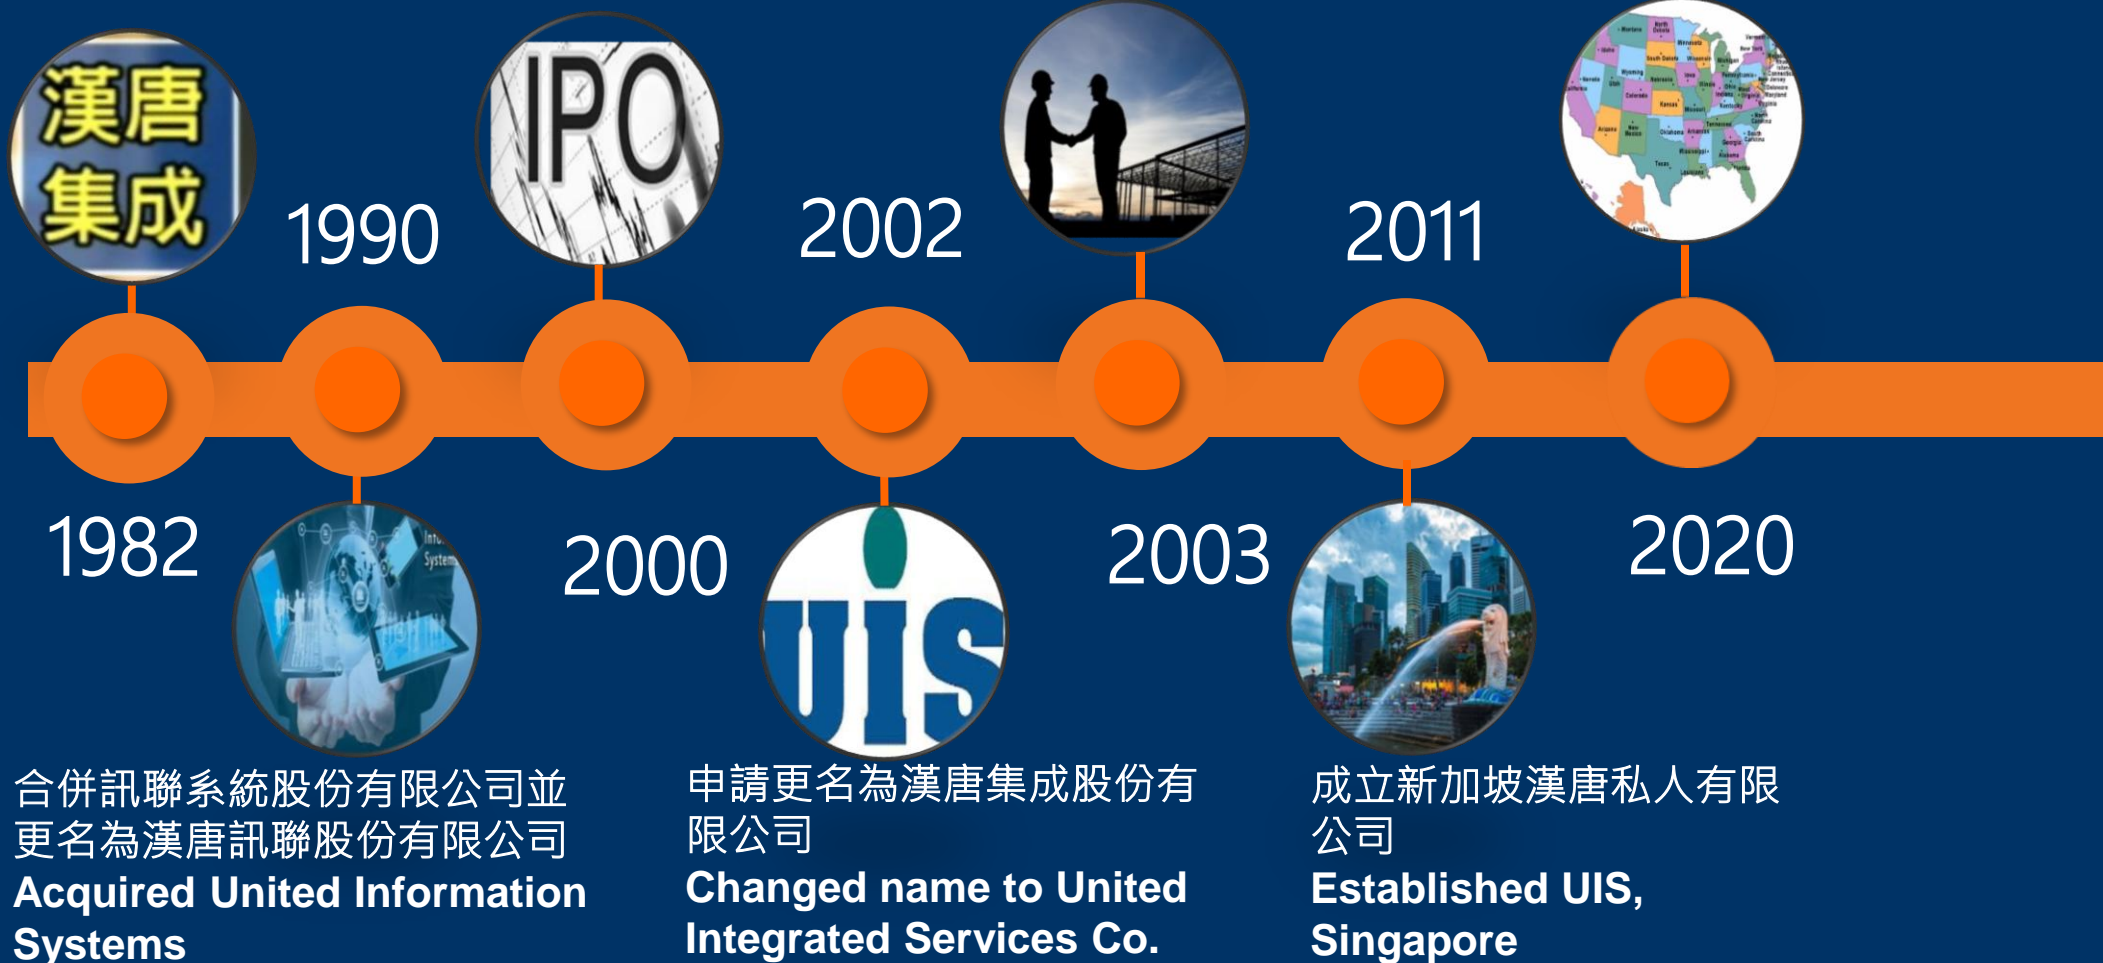 漢唐
集成
1990
IPO
2002
2011
1982
Systems
2000
UiS
2003
2020
合併訊聯系統股份有限公司並
更名為漢唐訊聯股份有限公司
Acquired United Information
Systems
申請更名為漢唐集成股份有
限公司
Changed name to United
Integrated Services Co.
成立新加坡漢唐私人有限
公司
Established UIS,
Singapore